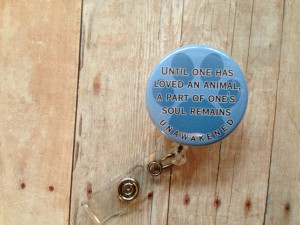 UNTIL ONE HAS
LOVED AN ANIMAL,
A PART OF ONE'S
SOUL REMAINS
UNAWAKENED